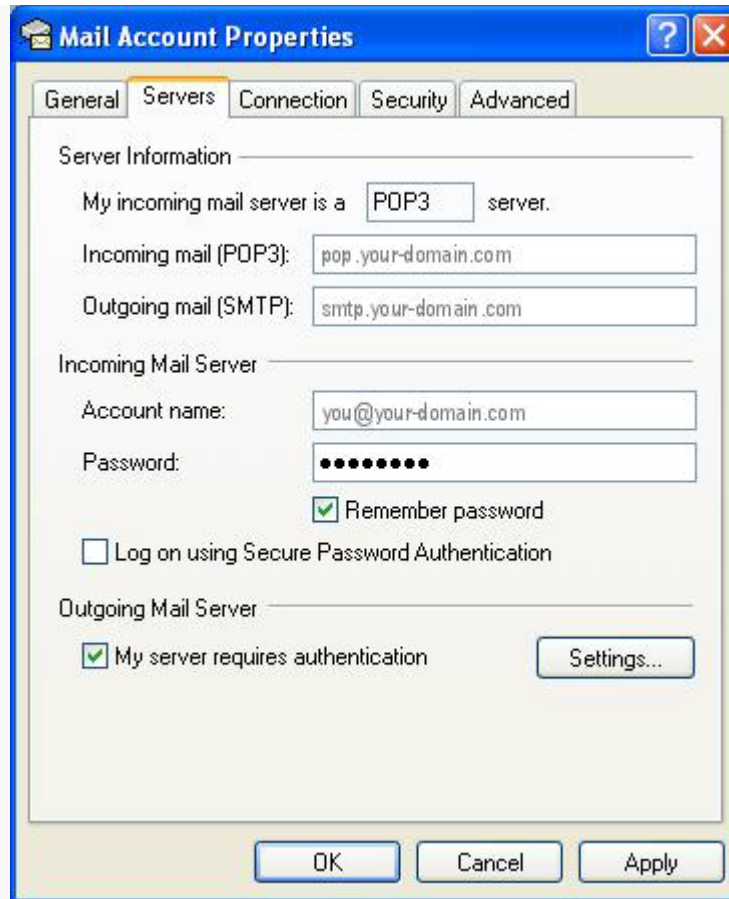 Mail Account Properties
General Servers Connection Security Advanced
Server Information
My incoming mail server is a POP3 server.
Incoming mail (POP3): pop.your-domain.com
Outgoing mail (SMTP): smtp.your-domain.com
Incoming Mail Server
Account name: you@your-domain.com
Password: ●●●●●●●●
Remember password
Log on using Secure Password Authentication
Outgoing Mail Server
My server requires authentication Settings...
OK Cancel Apply